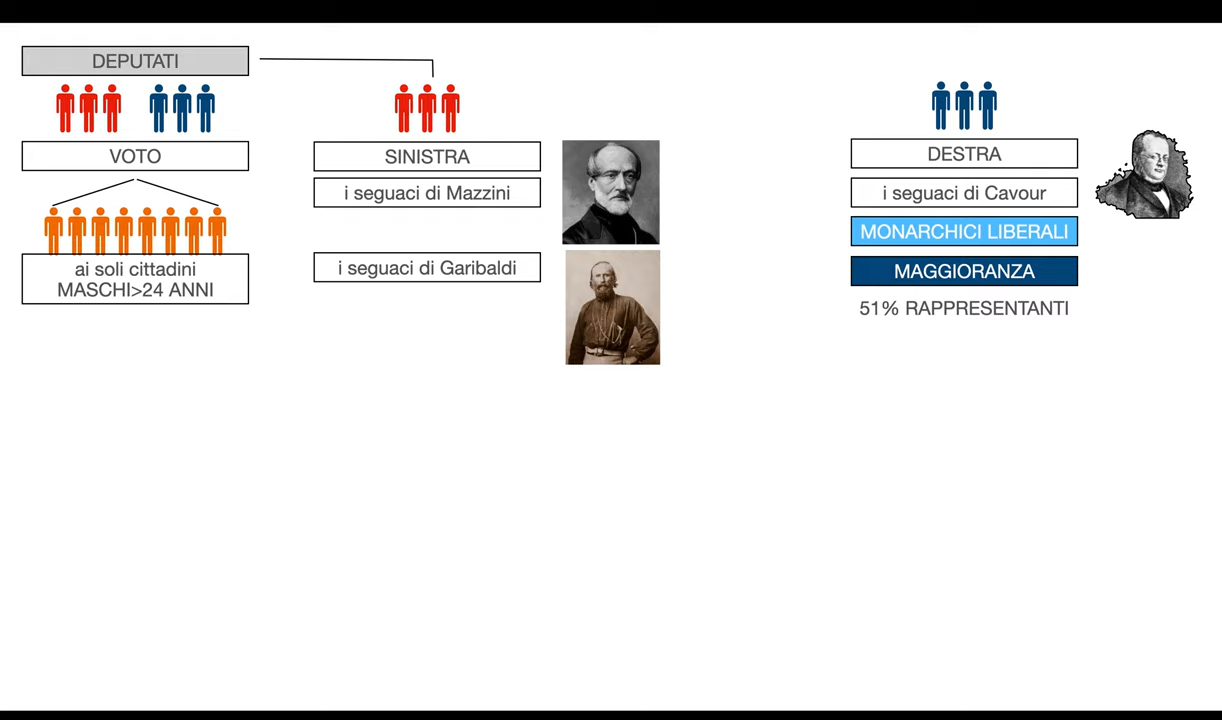 DEPUTATI
VOTO
ai soli cittadini
MASCHI>24 ANNI
SINISTRA
i seguaci di Mazzini
i seguaci di Garibaldi
DESTRA
i seguaci di Cavour
MONARCHICI LIBERALI
MAGGIORANZA
51% RAPPRESENTANTI